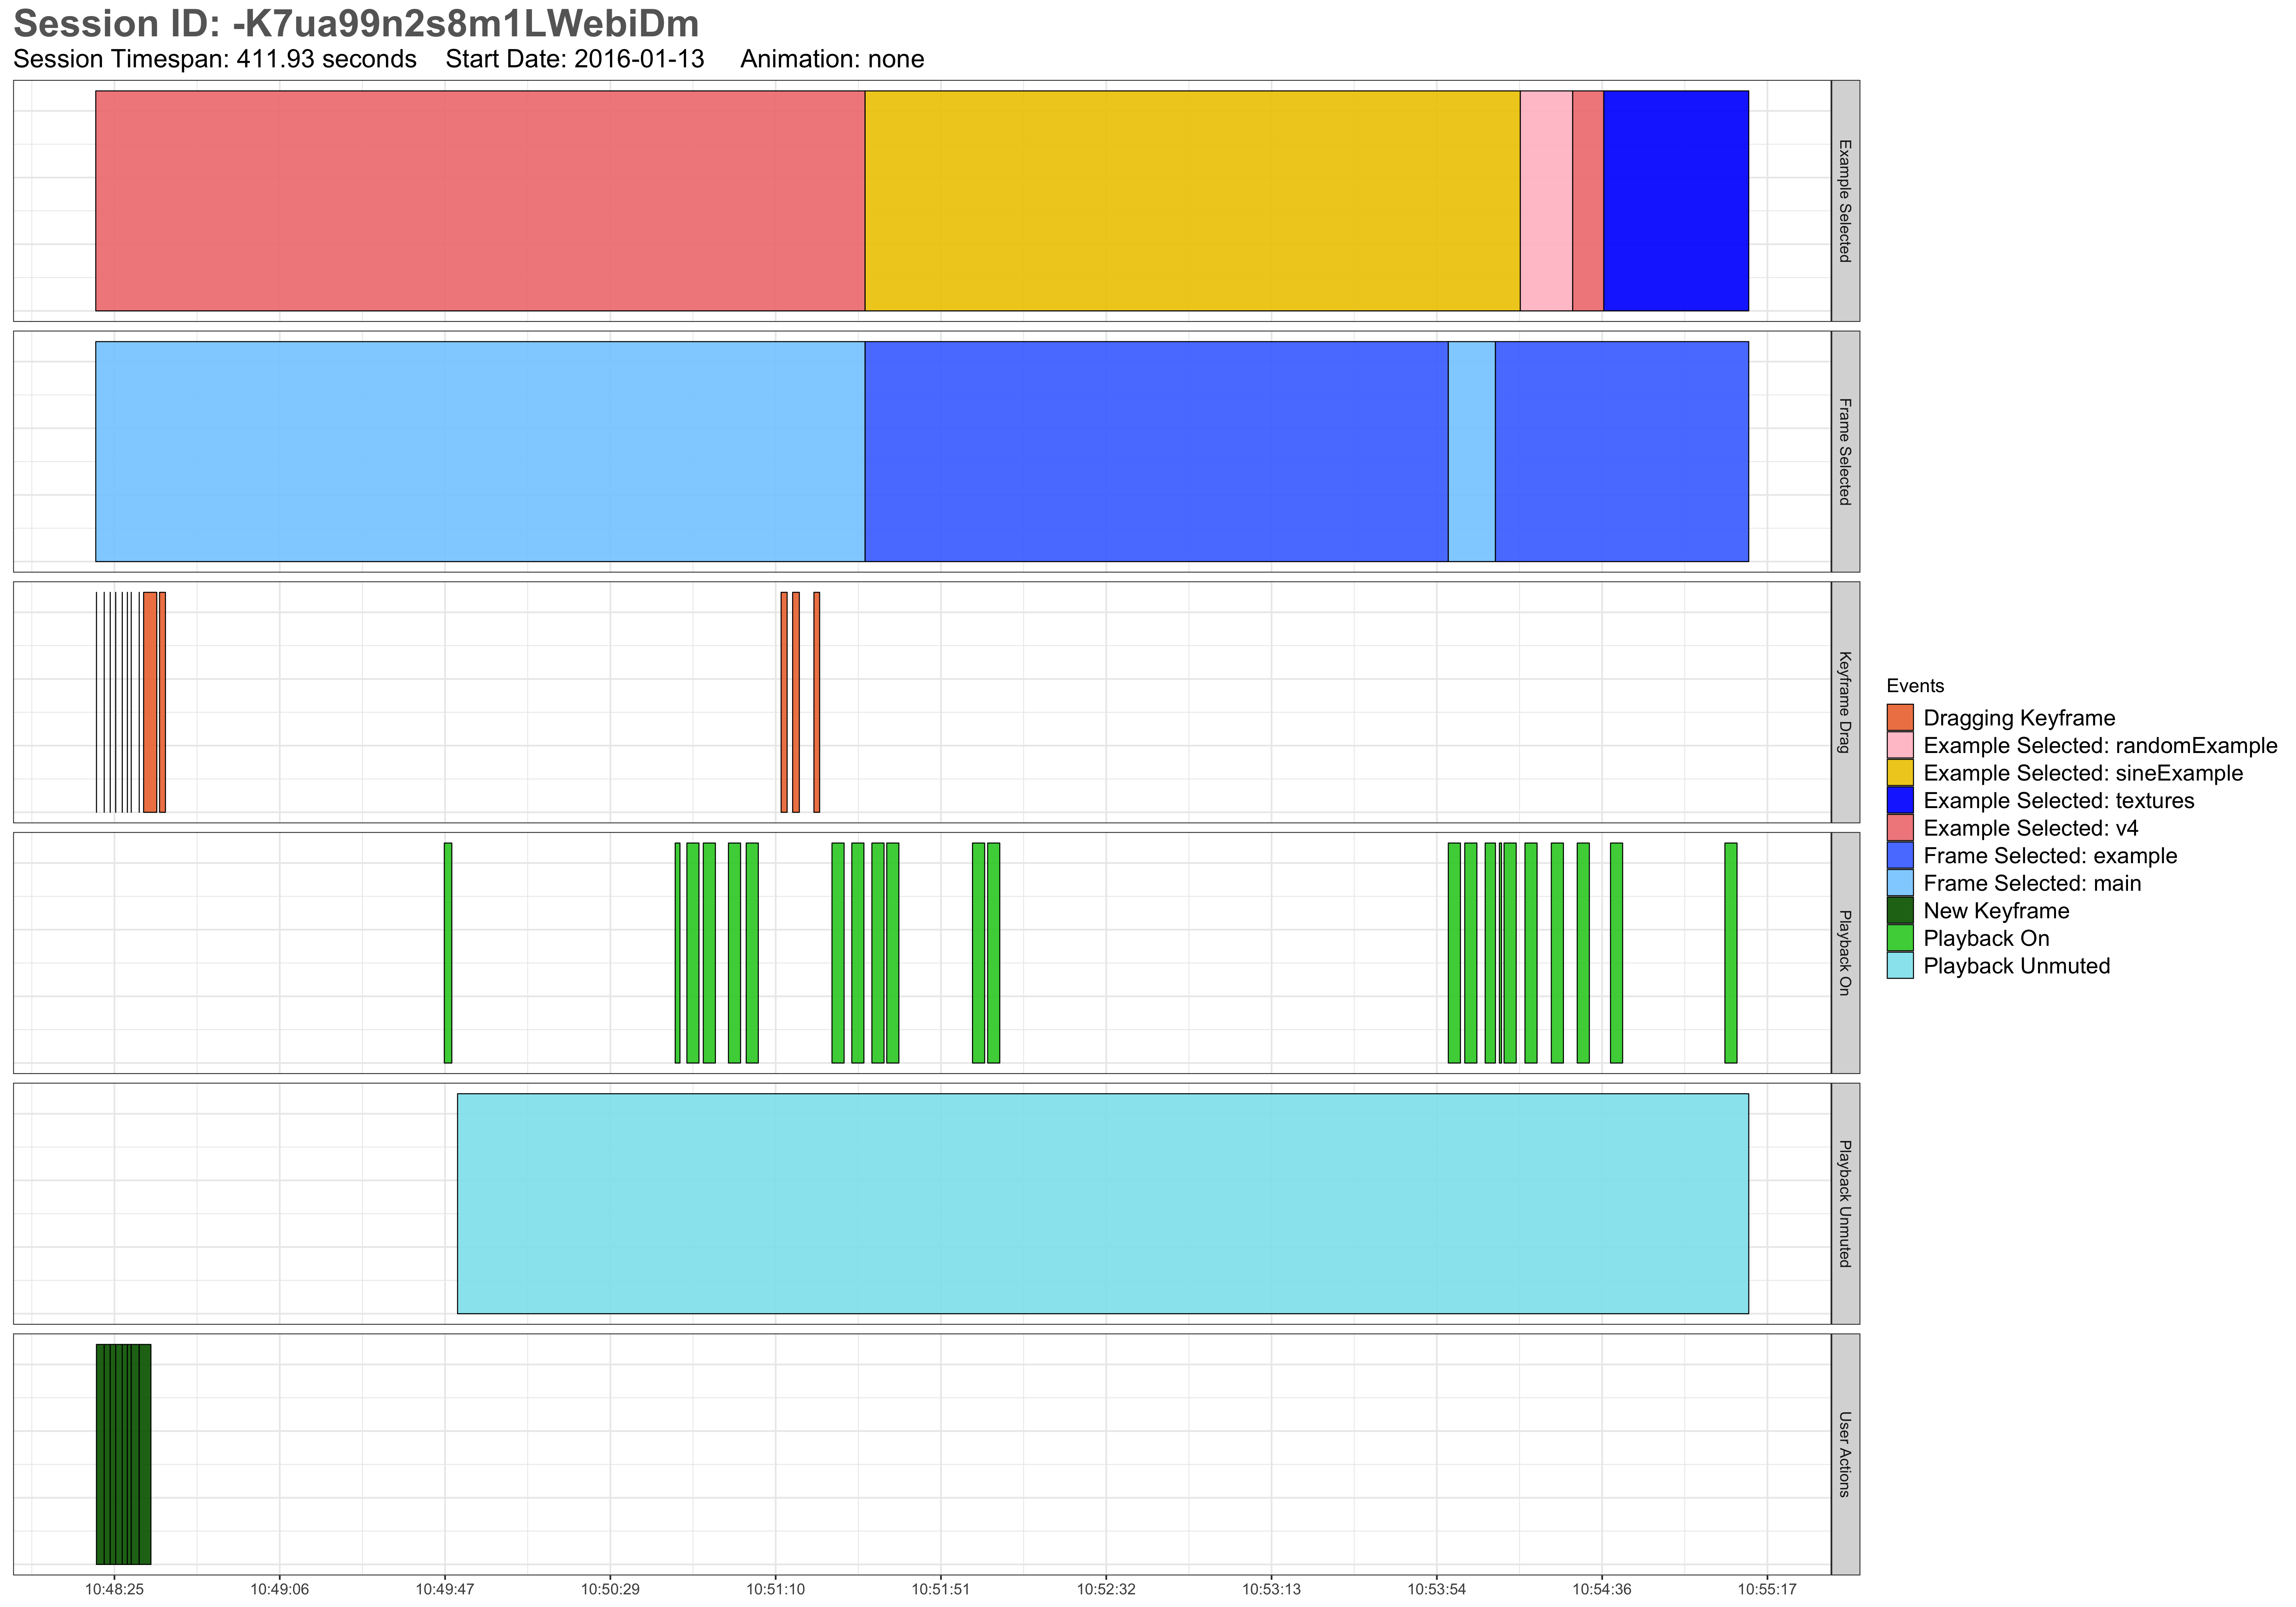 Session ID: -K7ua99n2s8m1LWebiDm
Session Timespan: 411.93 seconds Start Date: 2016-01-13 Animation: none
Example Selected
Frame Selected
Keyframe Drag
Playback On
Playback Unmuted
User Actions
Events
Dragging Keyframe
Example Selected: randomExample
Example Selected: sineExample
Example Selected: textures
Example Selected: v4
Frame Selected: example
Frame Selected: main
New Keyframe
Playback On
Playback Unmuted
10:48:25 10:49:06 10:49:47 10:50:29 10:51:10 10:51:51 10:52:32 10:53:13 10:53:54 10:54:36 10:55:17